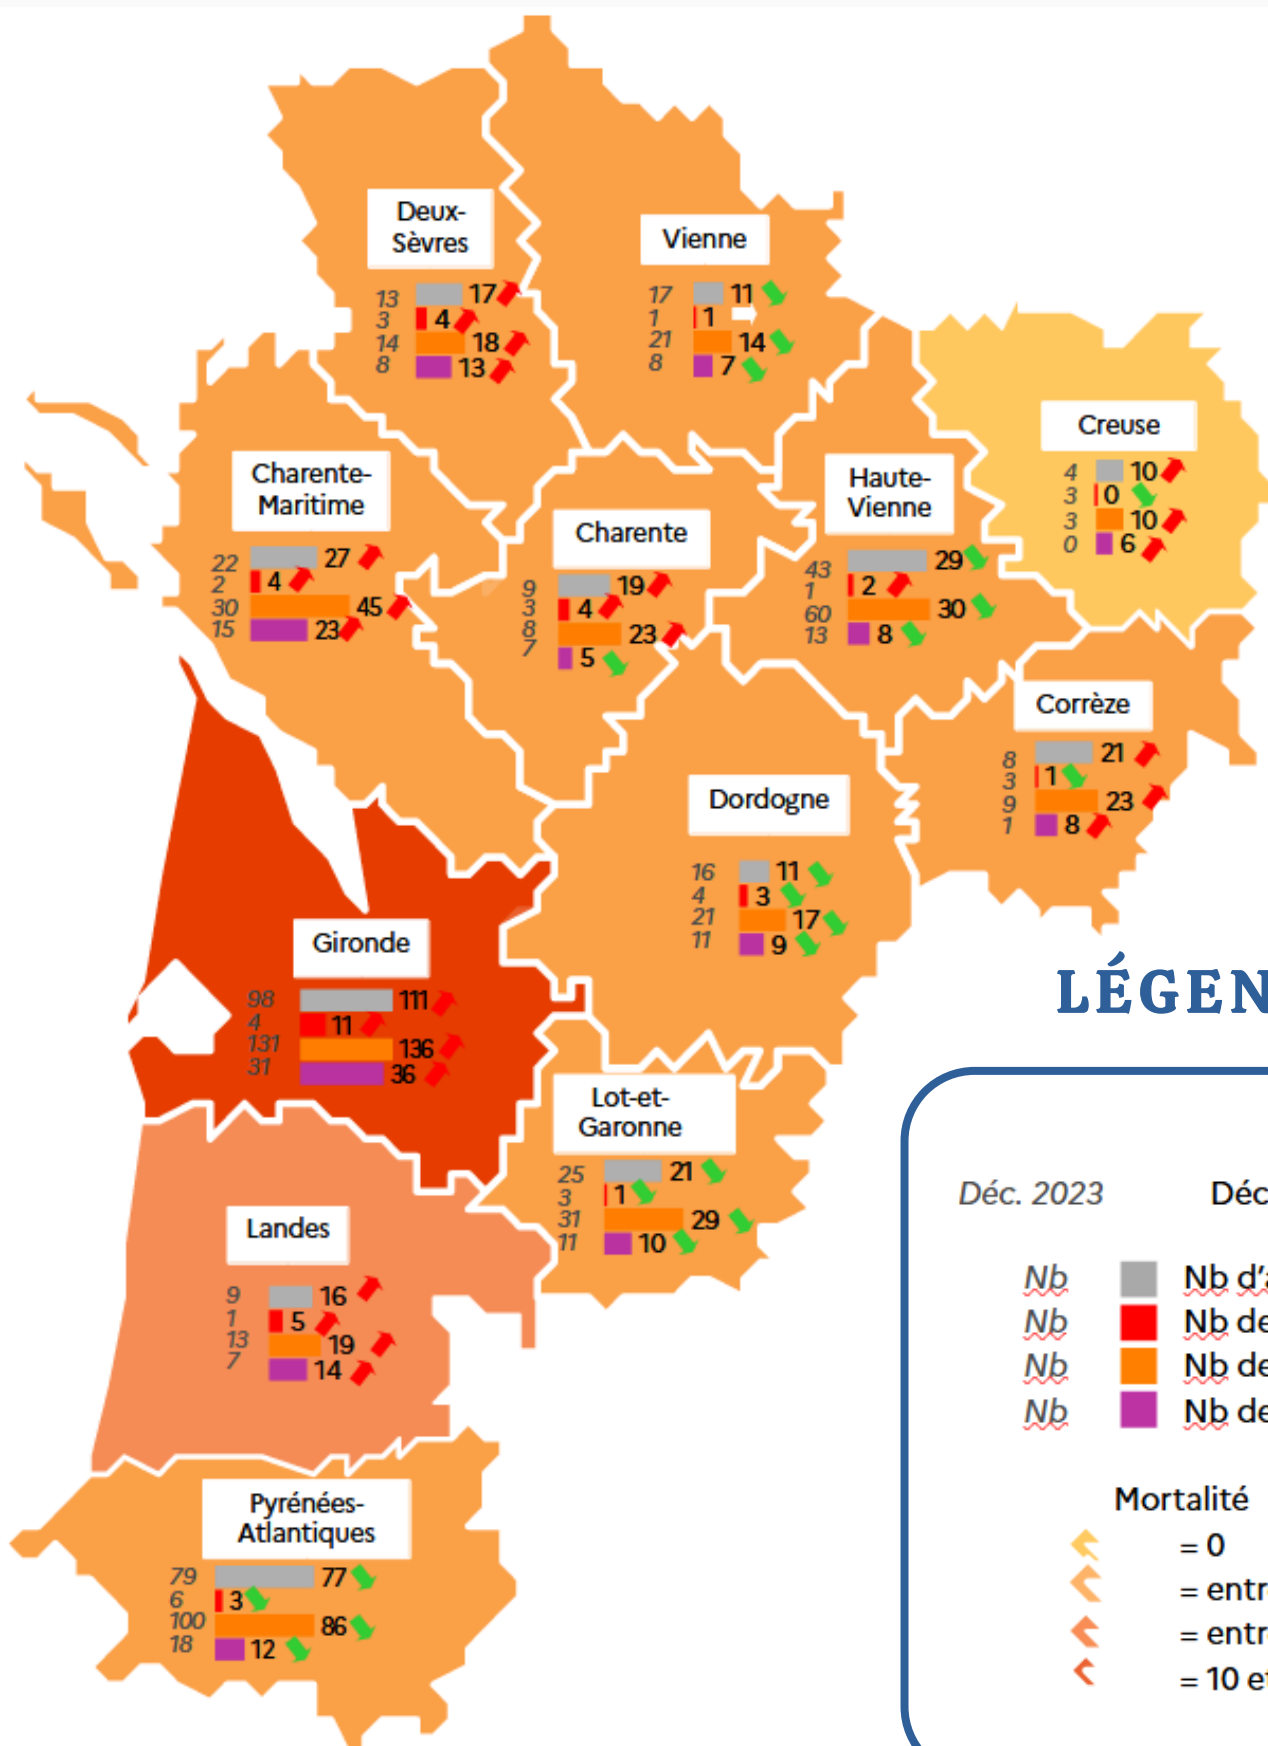 Deux-
Sèvres
13 17
3 4
14 18
8 13
Vienne
17 11
1 1
21 14
8 7
Creuse
4 10
3 0
3 10
0 6
Charente-
Maritime
22 27
2 4
30 45
15 23
Charente
9 19
3 4
8 23
7 5
Haute-
Vienne
43 29
1 2
60 30
13 8
Corrèze
8 21
3 1
9 23
1 8
Dordogne
16 11
4 3
21 17
11 9
Gironde
98 111
4 11
131 136
31 36
Lot-et-
Garonne
25 21
3 1
31 29
11 10
Landes
9 16
1 5
13 19
7 14
Pyrénées-
Atlantiques
79 77
6 3
100 86
18 12
LÉGEN
Déc. 2023 Déc
Nb Nb d'a
Nb Nb de
Nb Nb de
Nb Nb de
Mortalité
= 0
= entr
= entr
= 10 et